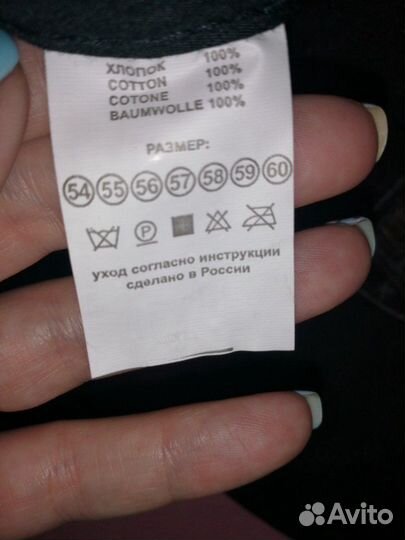 ХЛОПОК 100%
COTTON 100%
COTONE 100%
BAUMWOLLE 100%
РАЗМЕР:
54 55 56 57 58 59 60
P
уход согласно инструкции
сделано в России
Avito